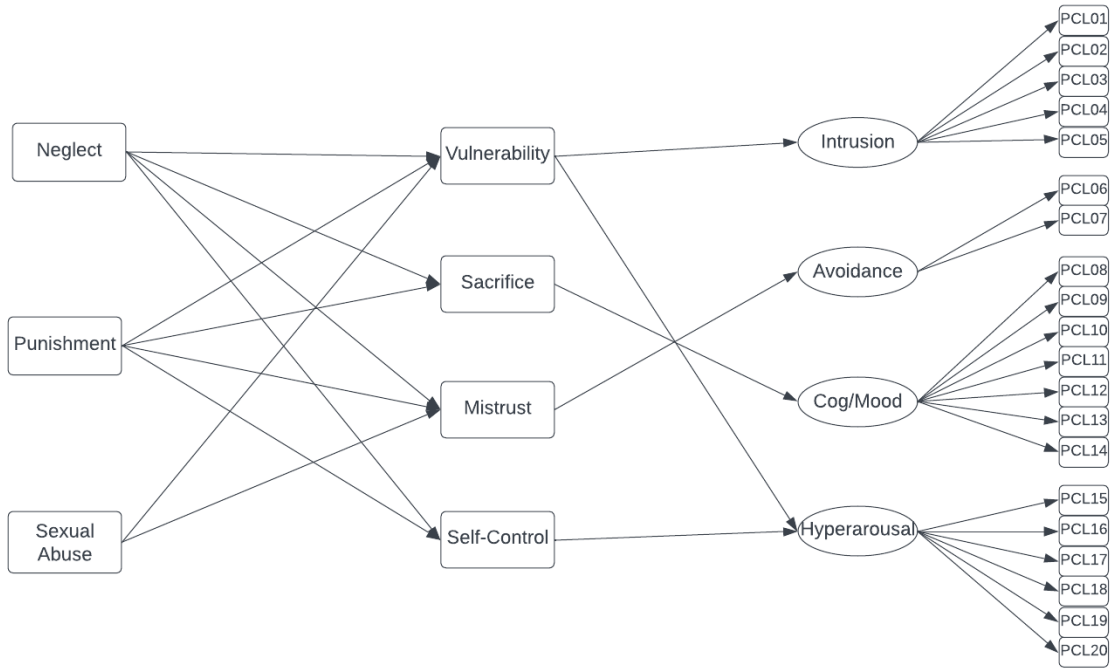 Neglect
Punishment
Sexual
Abuse
Vulnerability
Sacrifice
Mistrust
Self-Control
Intrusion
Avoidance
Cog/Mood
Hyperarousal
PCL01
PCL02
PCL03
PCL04
PCL05
PCL06
PCL07
PCL08
PCL09
PCL10
PCL11
PCL12
PCL13
PCL14
PCL15
PCL16
PCL17
PCL18
PCL19
PCL20